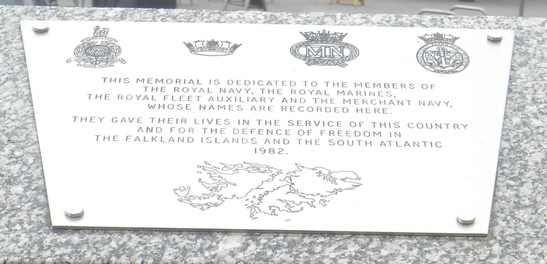 MN
THIS MEMORIAL IS DEDICATED TO THE MEMBERS OF
THE ROYAL NAVY, THE ROYAL MARINES,
THE ROYAL FLEET AUXILIARY AND THE MERCHANT NAVY,
WHOSE NAMES ARE RECORDED HERE.
THEY GAVE THEIR LIVES IN THE SERVICE OF THIS COUNTRY
AND FOR THE DEFENCE OF FREEDOM IN
THE FALKLAND ISLANDS AND THE SOUTH ATLANTIC
1982.